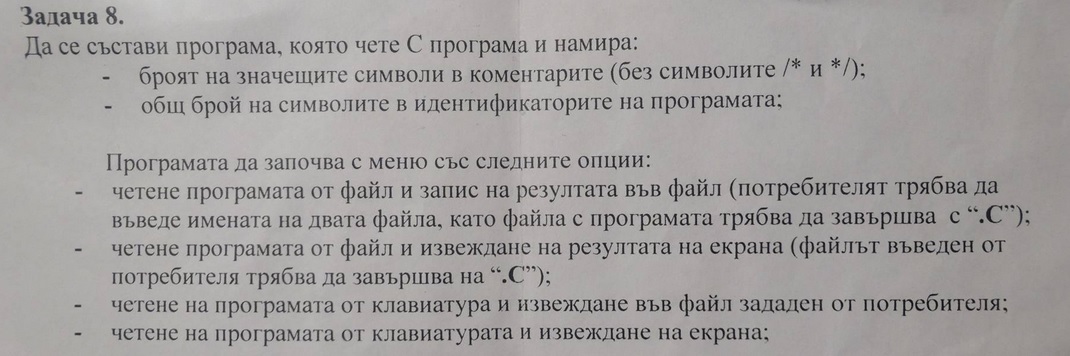 Задача 8.
Да се състави програма, която чете С програма и намира:
- броят на значещите символи в коментарите (без символите /* и */);
- общ брой на символите в идентификаторите на програмата;
Програмата да започва с меню със следните опции:
- четене програмата от файл и запис на резултата във файл (потребителят трябва да
въведе имената на двата файла, като файла с програмата трябва да завършва с “.C”);
- четене програмата от файл и извеждане на резултата на екрана (файлът въведен от
потребителя трябва да завършва на “.C”);
- четене на програмата от клавиатура и извеждане във файл зададен от потребителя;
- четене на програмата от клавиатурата и извеждане на екрана;